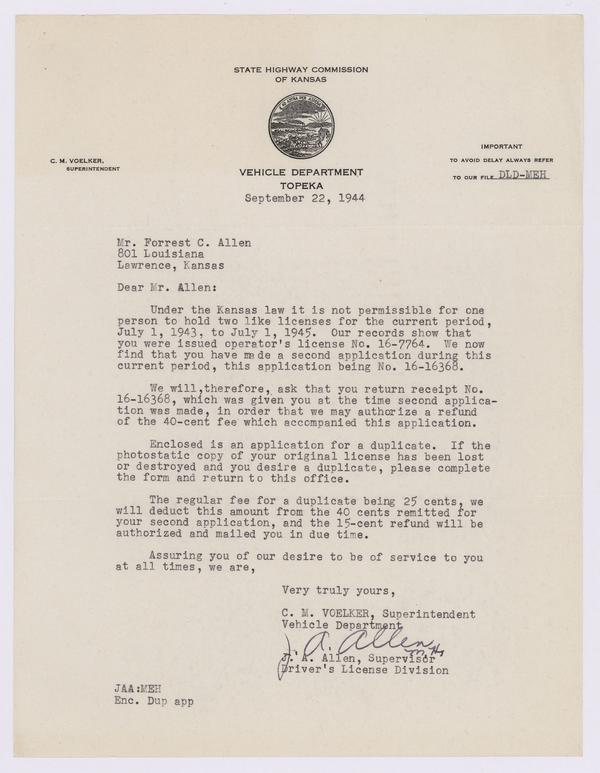 STATE HIGHWAY COMMISSION
OF KANSAS
C. M. VOELKER,
SUPERINTENDENT
VEHICLE DEPARTMENT
TOPEKA
IMPORTANT
TO AVOID DELAY ALWAYS REFER
TO OUR FILE DLD-MEH
September 22, 1944
Mr. Forrest C. Allen
801 Louisiana
Lawrence, Kansas
Dear Mr. Allen:
Under the Kansas law it is not permissible for one
person to hold two like licenses for the current period,
July 1, 1943, to July 1, 1945. Our records show that
you were issued operator's license No. 16-7764. We now
find that you have made a second application during this
current period, this application being No. 16-16368.
We will,therefore, ask that you return receipt No.
16-16368, which was given you at the time second applica-
tion was made, in order that we may authorize a refund
of the 40-cent fee which accompanied this application.
Enclosed is an application for a duplicate. If the
photostatic copy of your original license has been lost
or destroyed and you desire a duplicate, please complete
the form and return to this office.
The regular fee for a duplicate being 25 cents, we
will deduct this amount from the 40 cents remitted for
your second application, and the 15-cent refund will be
authorized and mailed you in due time.
Assuring you of our desire to be of service to you
at all times, we are,
Very truly yours,
C. M. VOELKER, Superintendent
Vehicle Department
J. A. Allen
J. A. Allen, Supervisor
Driver's License Division
JAA:MEH
Enc. Dup app